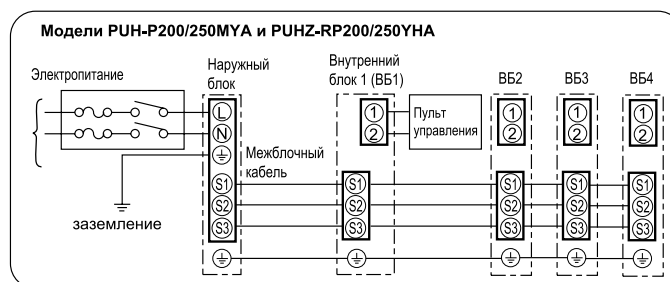 Модели PUH-P200/250MYA и PUHZ-RP200/250YHA
Электропитание
Наружный
блок
Внутренний
блок 1 (ВБ1)
ВБ2
ВБ3
ВБ4
L
N
1
2
Пульт
управления
1
2
1
2
1
2
Межблочный
кабель
заземление
S1
S2
S3
S1
S2
S3
S1
S2
S3
S1
S2
S3
S1
S2
S3